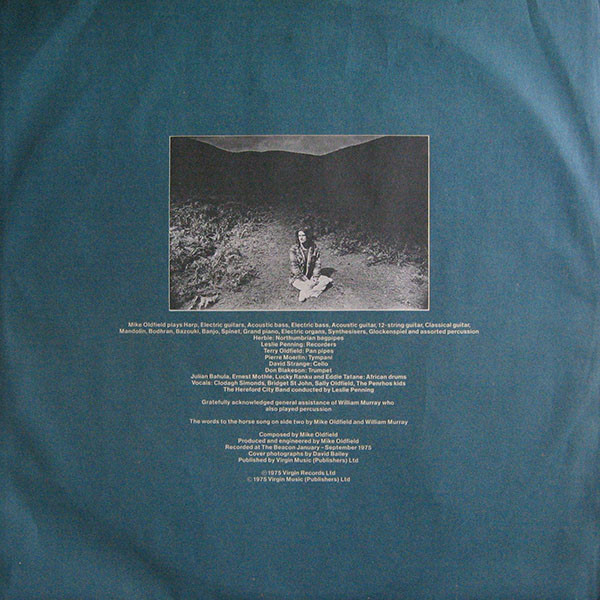 Mike Oldfield plays Harp, Electric guitars, Acoustic bass, Electric bass, Acoustic guitar, 12-string guitar, Classical guitar,
Mandolin, Bodhran, Bazouki, Banjo, Spinet, Grand piano, Electric organs, Synthesisers, Glockenspiel and assorted percussion
Herbie: Northumbrian bagpipes
Leslie Penning: Recorders
Terry Oldfield: Pan pipes
Pierre Moerlin: Tympani
David Strange: Cello
Don Blakeson: Trumpet
Julian Bahula, Ernest Mothle, Lucky Ranku and Eddie Tatane: African drums
Vocals: Clodagh Simonds, Bridget St John, Sally Oldfield, The Penrhos kids
The Hereford City Band conducted by Leslie Penning
Gratefully acknowledged general assistance of William Murray who
also played percussion
The words to the horse song on side two by Mike Oldfield and William Murray
Composed by Mike Oldfield
Produced and engineered by Mike Oldfield
Recorded at The Beacon January - September 1975
Cover photographs by David Bailey
Published by Virgin Music (Publishers) Ltd
℗ 1975 Virgin Records Ltd
© 1975 Virgin Music (Publishers) Ltd